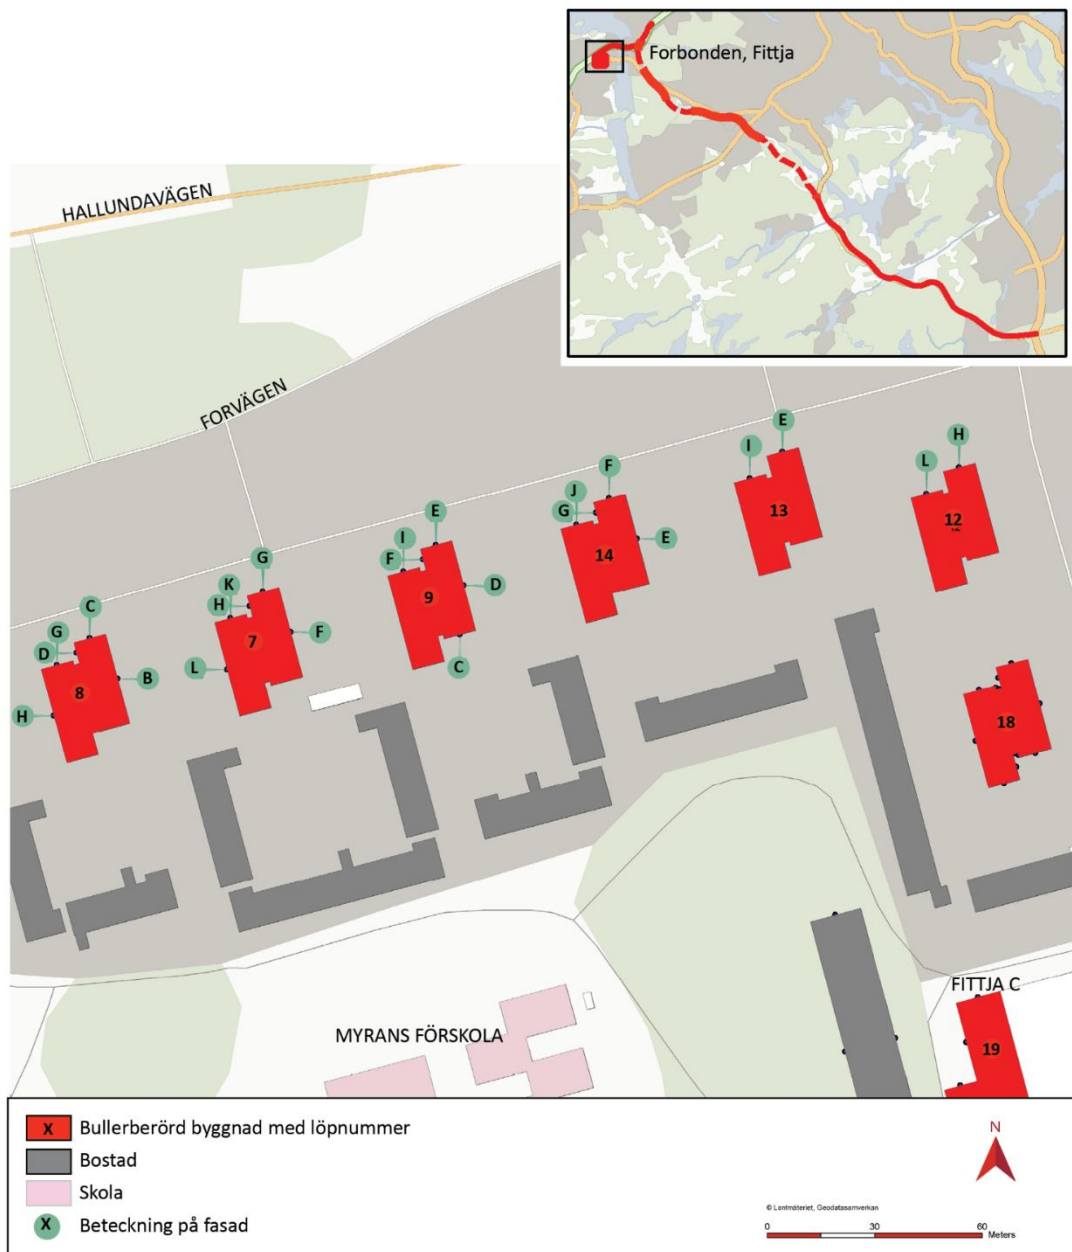 Forbonden, Fittja
HALLUNDAVÄGEN
FORVÄGEN
E
H
I
L
F
J
G
E
13
12
E
I
F
14
G
K
H
D
9
C
G
D
7
F
L
C
B
8
H
18
FITTJA C
MYRANS FÖRSKOLA
19
X Bullerberörd byggnad med löpnummer
Bostad
Skola
X Beteckning på fasad
N
© Lantmäteriet, Geodatasamverkan
0 30 60
Meters